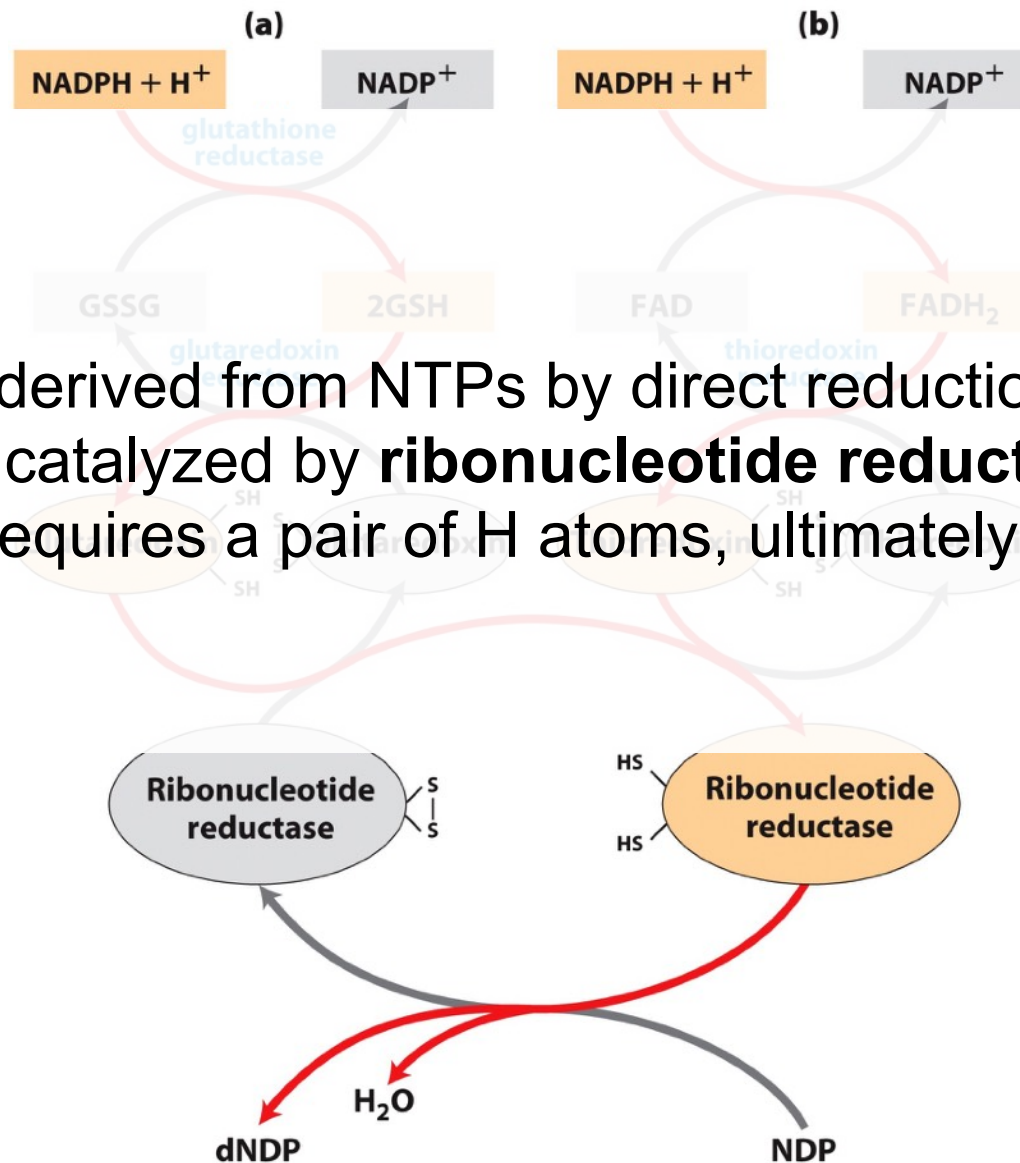 (a)
(b)
NADPH + H⁺
NADP⁺
NADPH + H⁺
NADP⁺
glutathione
reductase
GSSG
2GSH
FAD
FADH₂
glutaredoxin
thioredoxin
derived from NTPs by direct reductio
catalyzed by ribonucleotide reduct
equires a pair of H atoms, ultimately
SH
S
SH
SH
S
SH
SH
S
Ribonucleotide
reductase
S
S
HS
HS
Ribonucleotide
reductase
H₂O
dNDP
NDP